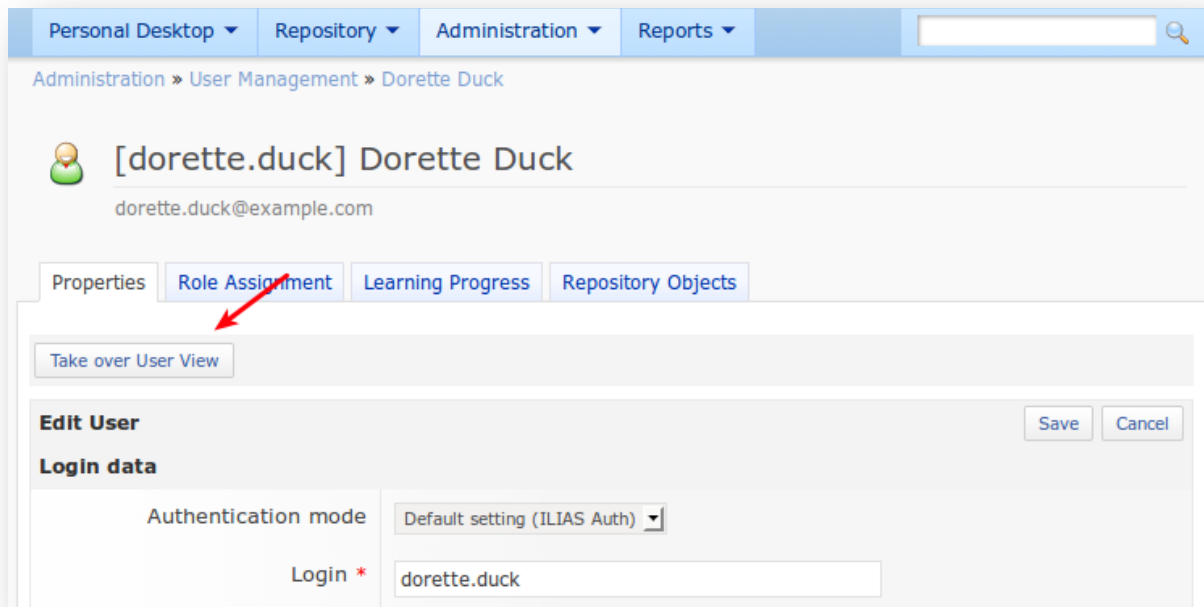 Personal Desktop Repository Administration Reports
Administration » User Management » Dorette Duck
[dorette.duck] Dorette Duck
dorette.duck@example.com
Properties Role Assignment Learning Progress Repository Objects
Take over User View
Edit User Save Cancel
Login data
Authentication mode Default setting (ILIAS Auth)
Login * dorette.duck